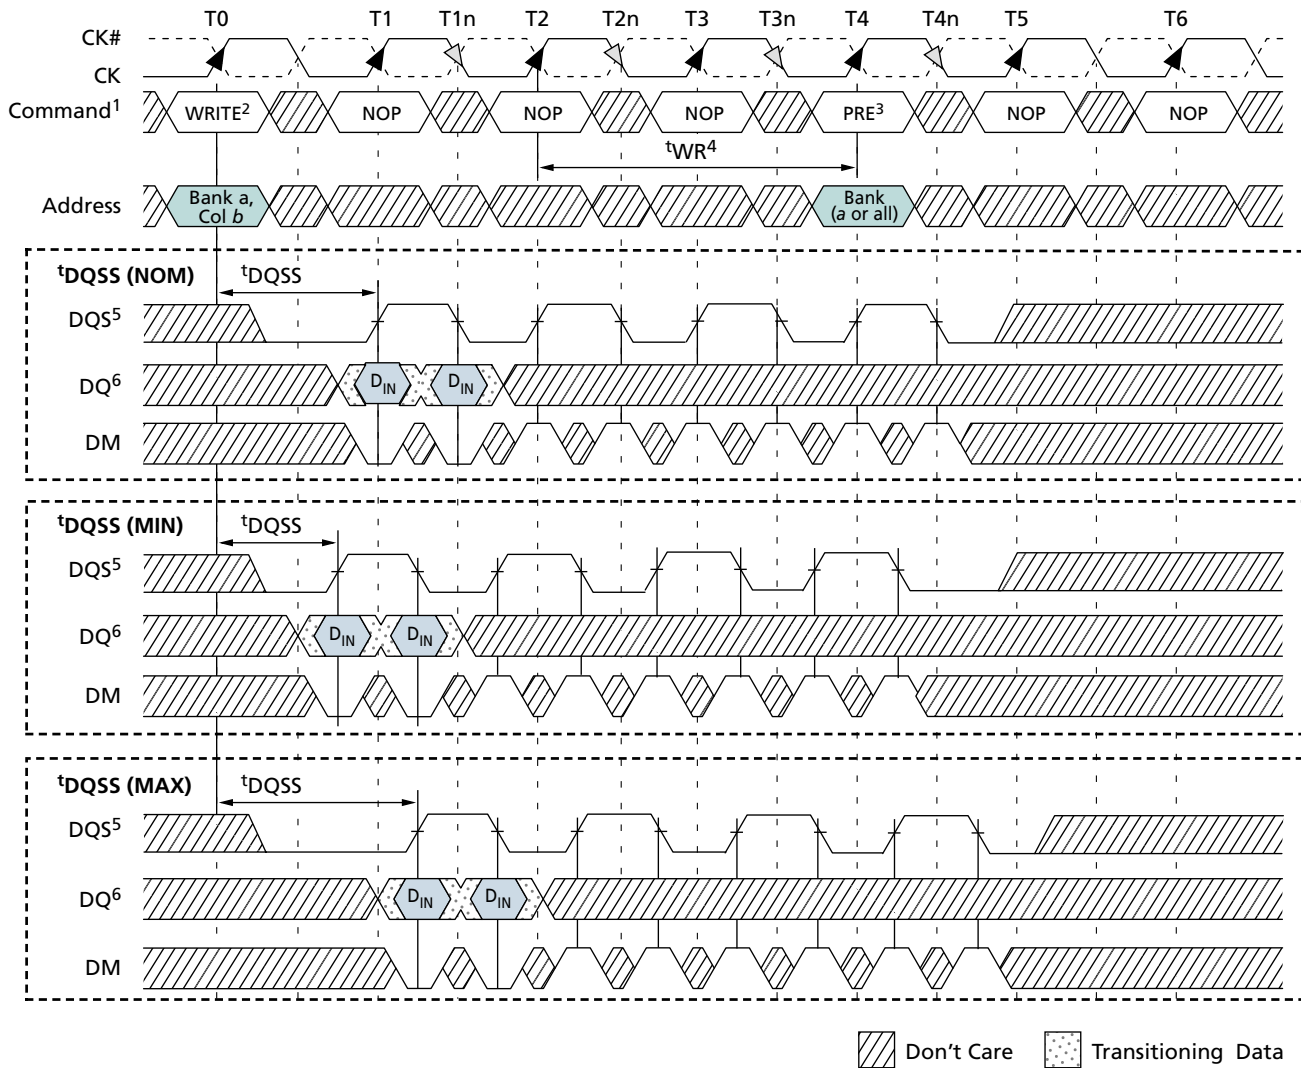 T0 T1 T1n T2 T2n T3 T3n T4 T4n T5 T6
CK#
CK
Command1 WRITE2 NOP NOP NOP PRE3 NOP NOP
tWR4
Address Bank a, Col b Bank (a or all)
tDQSS (NOM) tDQSS
DQS5
DQ6 DIN DIN
DM
tDQSS (MIN) tDQSS
DQS5
DQ6 DIN DIN
DM
tDQSS (MAX) tDQSS
DQS5
DQ6 DIN DIN
DM
Don't Care Transitioning Data